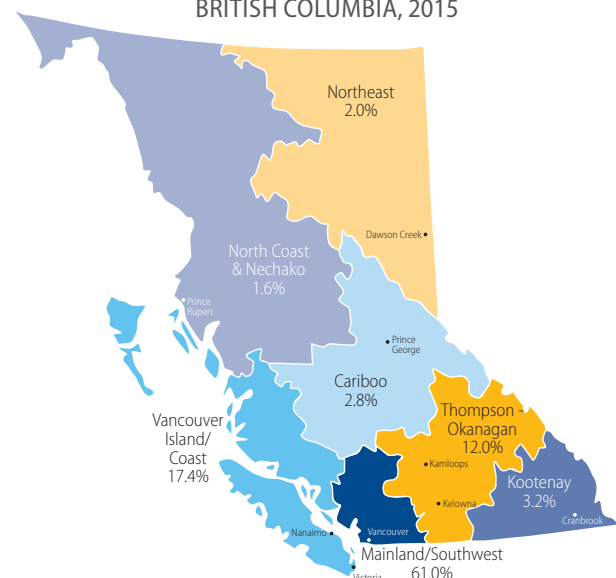 BRITISH COLUMBIA, 2015
Northeast
2.0%
Dawson Creek
North Coast
& Nechako
1.6%
Prince
Rupert
Prince
George
Cariboo
2.8%
Vancouver
Island/
Coast
17.4%
Thompson -
Okanagan
12.0%
Kamloops
Kootenay
3.2%
Kelowna
Cranbrook
Nanaimo
Vancouver
Mainland/Southwest
61.0%
Victoria